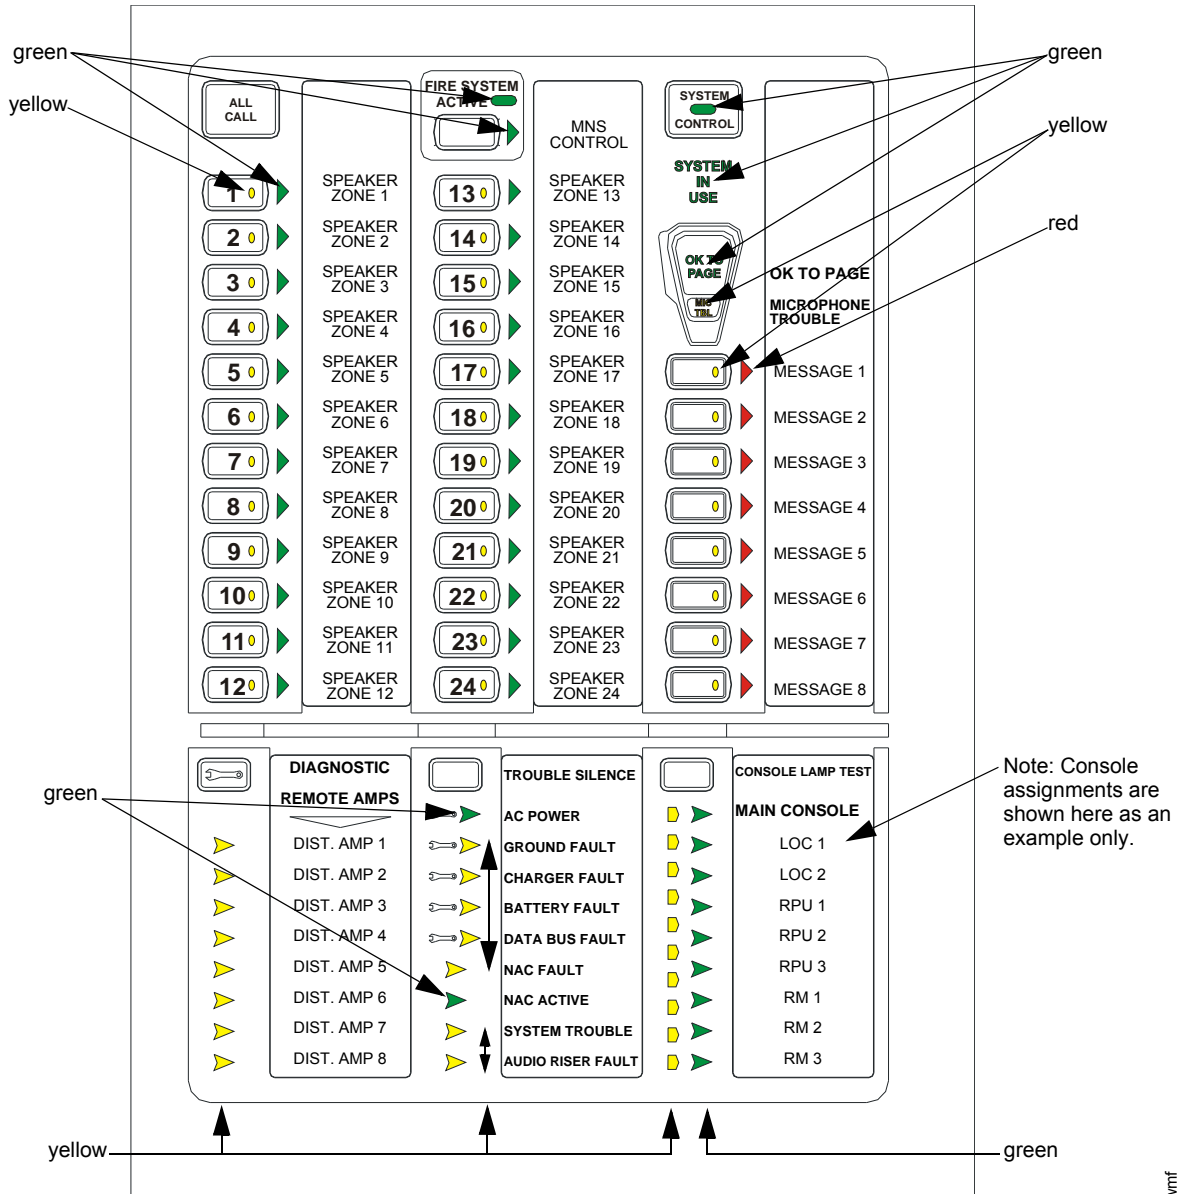 green
yellow
ALL
CALL
FIRE SYSTEM
ACTIVE
MNS
CONTROL
SYSTEM
CONTROL
green
yellow
red
SYSTEM
IN
USE
OK TO
PAGE
MIC
TBL
OK TO PAGE
MICROPHONE
TROUBLE
1
SPEAKER
ZONE 1
2
SPEAKER
ZONE 2
3
SPEAKER
ZONE 3
4
SPEAKER
ZONE 4
5
SPEAKER
ZONE 5
6
SPEAKER
ZONE 6
7
SPEAKER
ZONE 7
8
SPEAKER
ZONE 8
9
SPEAKER
ZONE 9
10
SPEAKER
ZONE 10
11
SPEAKER
ZONE 11
12
SPEAKER
ZONE 12
13
SPEAKER
ZONE 13
14
SPEAKER
ZONE 14
15
SPEAKER
ZONE 15
16
SPEAKER
ZONE 16
17
SPEAKER
ZONE 17
18
SPEAKER
ZONE 18
19
SPEAKER
ZONE 19
20
SPEAKER
ZONE 20
21
SPEAKER
ZONE 21
22
SPEAKER
ZONE 22
23
SPEAKER
ZONE 23
24
SPEAKER
ZONE 24
MESSAGE 1
MESSAGE 2
MESSAGE 3
MESSAGE 4
MESSAGE 5
MESSAGE 6
MESSAGE 7
MESSAGE 8
green
DIAGNOSTIC
REMOTE AMPS
DIST. AMP 1
DIST. AMP 2
DIST. AMP 3
DIST. AMP 4
DIST. AMP 5
DIST. AMP 6
DIST. AMP 7
DIST. AMP 8
TROUBLE SILENCE
AC POWER
GROUND FAULT
CHARGER FAULT
BATTERY FAULT
DATA BUS FAULT
NAC FAULT
NAC ACTIVE
SYSTEM TROUBLE
AUDIO RISER FAULT
CONSOLE LAMP TEST
MAIN CONSOLE
LOC 1
LOC 2
RPU 1
RPU 2
RPU 3
RM 1
RM 2
RM 3
Note: Console
assignments are
shown here as an
example only.
yellow
green